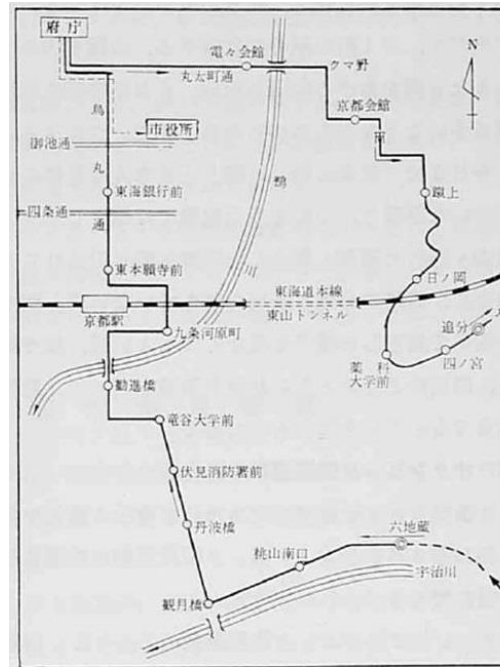 府庁
電々会館
クマ野
丸太町通
京都会館
烏
市役所
御池通
丸
鴨
東海銀行前
蹴上
四条通
通
川
東本願寺前
日ノ岡
東海道本線
京都駅
東山トンネル
追分
九条河原町
薬科
大学前
四ノ宮
勧進橋
竜谷大学前
伏見消防署前
丹波橋
六地蔵
桃山南口
宇治川
観月橋